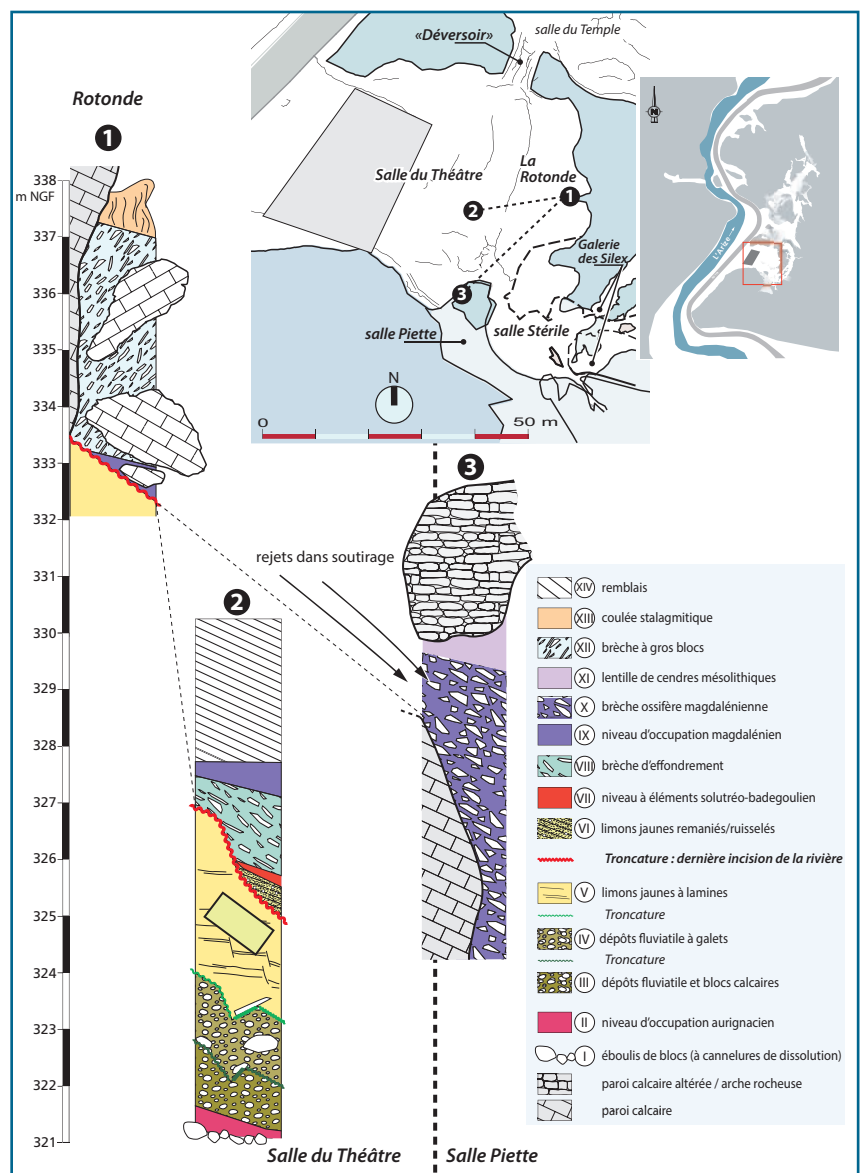 «Déversoir»
salle du Temple
Salle du Théâtre
La
Rotonde
1
2
3
Galerie
des Silex
salle Piette
salle Stérile
N
0
50 m
N
L'Arize
Rotonde
1
338
m NGF
337
336
335
334
333
332
331
330
329
328
327
326
325
324
323
322
321
rejets dans soutirage
2
3
XIV remblais
XIII coulée stalagmitique
XII brèche à gros blocs
XI lentille de cendres mésolithiques
X brèche ossifère magdalénienne
IX niveau d'occupation magdalénien
VIII brèche d'effondrement
VII niveau à éléments solutréo-badegoulien
VI limons jaunes remaniés/ruisselés
Troncature : dernière incision de la rivière
V limons jaunes à lamines
Troncature
IV dépôts fluviatile à galets
Troncature
III dépôts fluviatile et blocs calcaires
II niveau d'occupation aurignacien
I éboulis de blocs (à cannelures de dissolution)
paroi calcaire altérée / arche rocheuse
paroi calcaire
Salle du Théâtre
Salle Piette